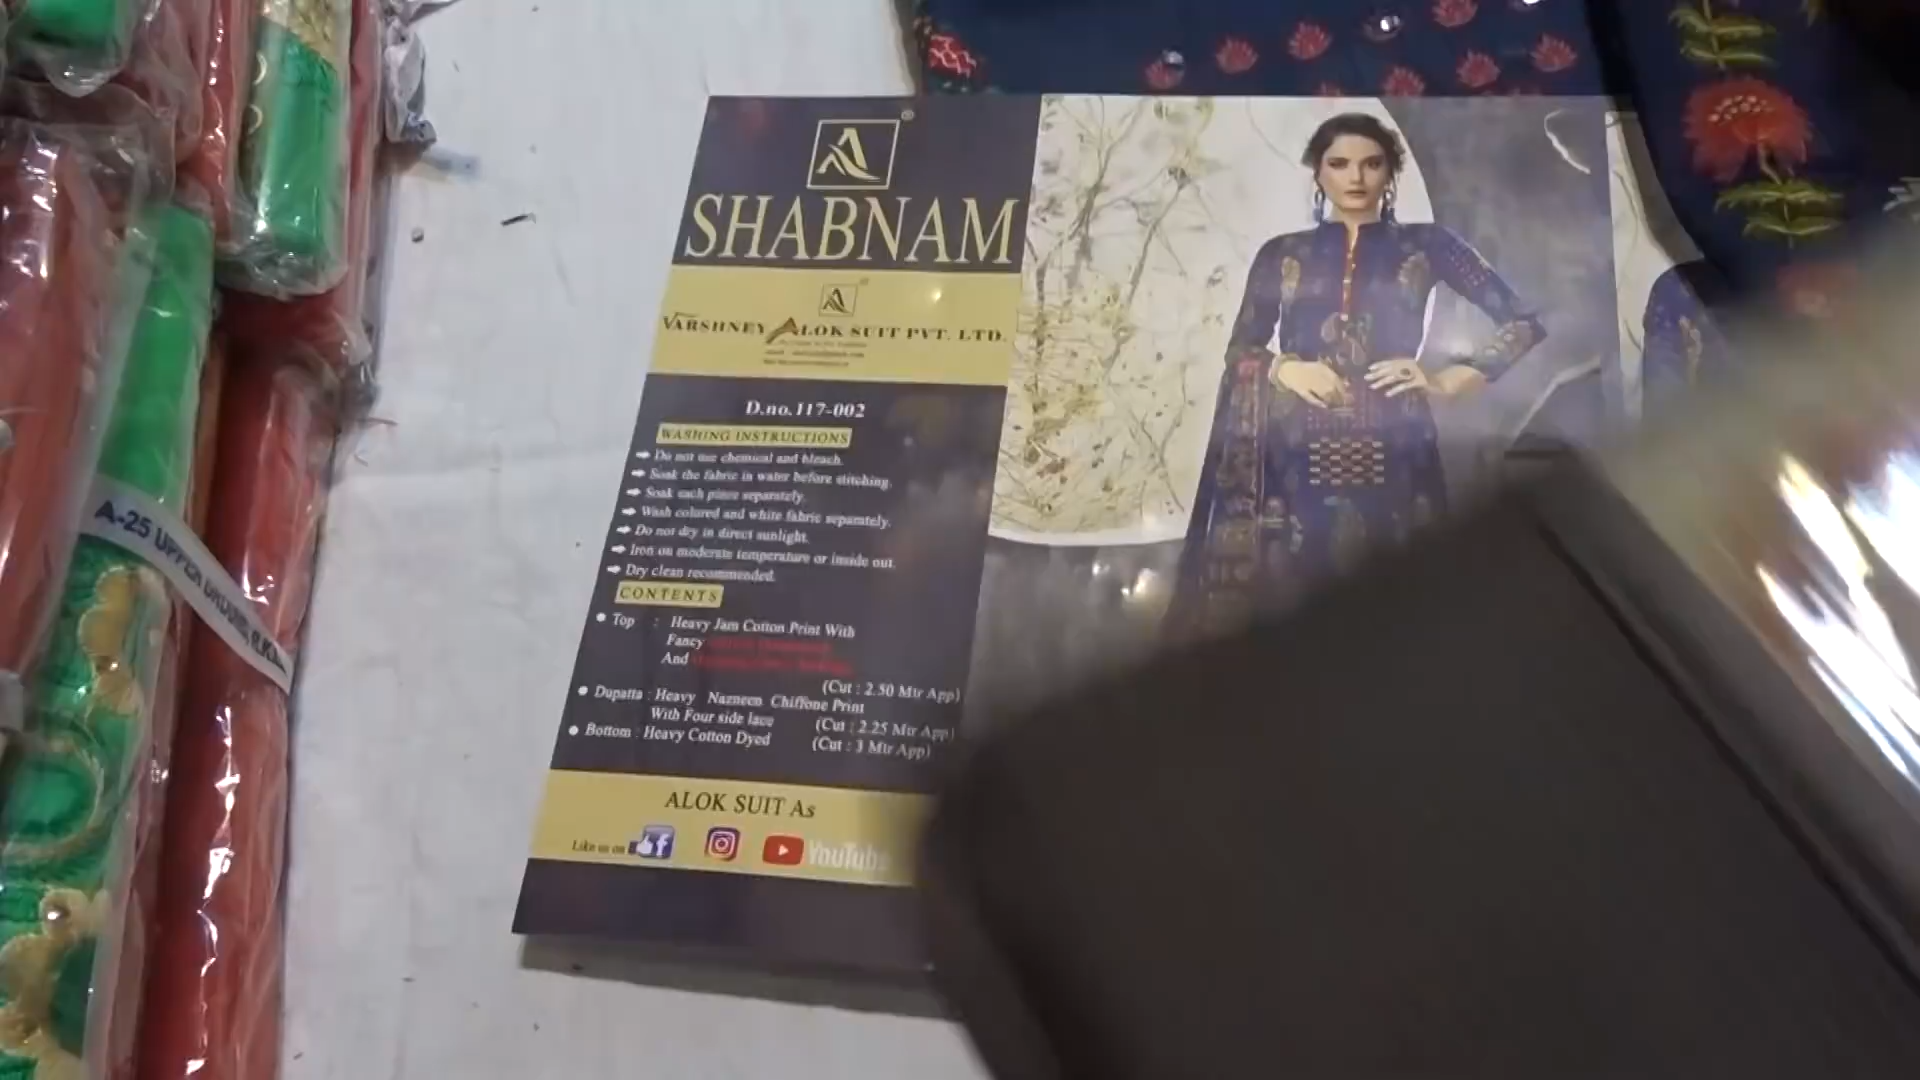 SHABNAM
VARSHNEY ALOK SUIT PVT. LTD.
D.no.117-002
WASHING INSTRUCTIONS
Do not use chemical and bleach.
Soak the fabric in water before stitching.
Soak each piece separately.
Wash colored and white fabric separately.
Do not dry in direct sunlight.
Iron on moderate temperature or inside out.
Dry clean recommended.
CONTENTS
Top : Heavy Jam Cotton Print With
Fancy
And
(Cut : 2.50 Mtr App)
Dupatta : Heavy Nazneen Chiffone Print
With Four side lace (Cut : 2.25 Mtr App)
Bottom : Heavy Cotton Dyed (Cut : 3 Mtr App)
ALOK SUIT As
Like us on f YouTube
A-25 UPPER